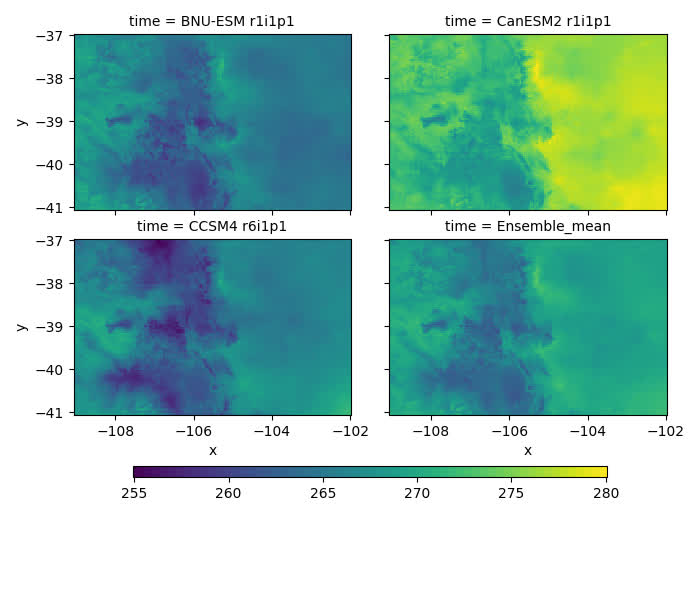 time = BNU-ESM r1i1p1 time = CanESM2 r1i1p1
−37
−38
y
−39
−40
−41
time = CCSM4 r6i1p1 time = Ensemble_mean
−37
−38
y
−39
−40
−41
−108 −106 −104 −102 −108 −106 −104 −102
x x
255 260 265 270 275 280